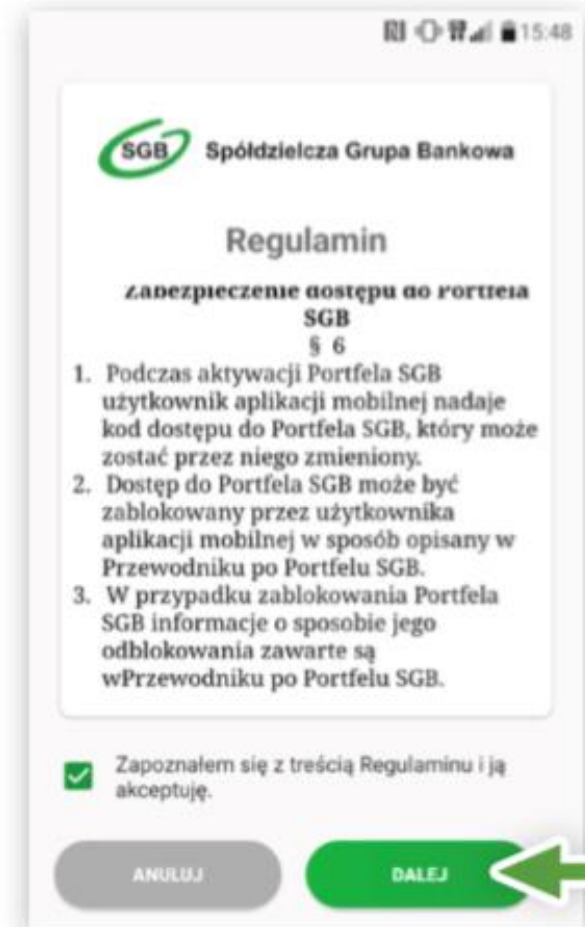 15:48
SGB Spółdzielcza Grupa Bankowa
Regulamin
Zabezpieczenie dostępu do Portfela
SGB
§ 6
1. Podczas aktywacji Portfela SGB
użytkownik aplikacji mobilnej nadaje
kod dostępu do Portfela SGB, który może
zostać przez niego zmieniony.
2. Dostęp do Portfela SGB może być
zablokowany przez użytkownika
aplikacji mobilnej w sposób opisany w
Przewodniku po Portfelu SGB.
3. W przypadku zablokowania Portfela
SGB informacje o sposobie jego
odblokowania zawarte są
wPrzewodniku po Portfelu SGB.
Zapoznałem się z treścią Regulaminu i ją
akceptuję.
ANULUJ DALEJ